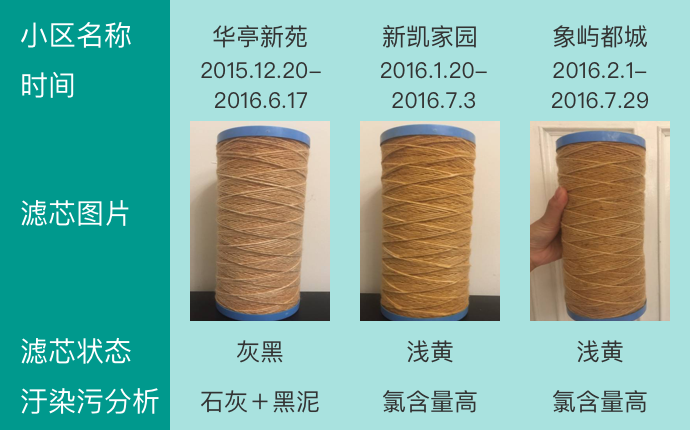 小区名称 华亭新苑 新凯家园 象屿都城
时间 2015.12.20- 2016.1.20- 2016.2.1-
2016.6.17 2016.7.3 2016.7.29
滤芯图片
滤芯状态 灰黑 浅黄 浅黄
汙染污分析 石灰＋黑泥 氯含量高 氯含量高